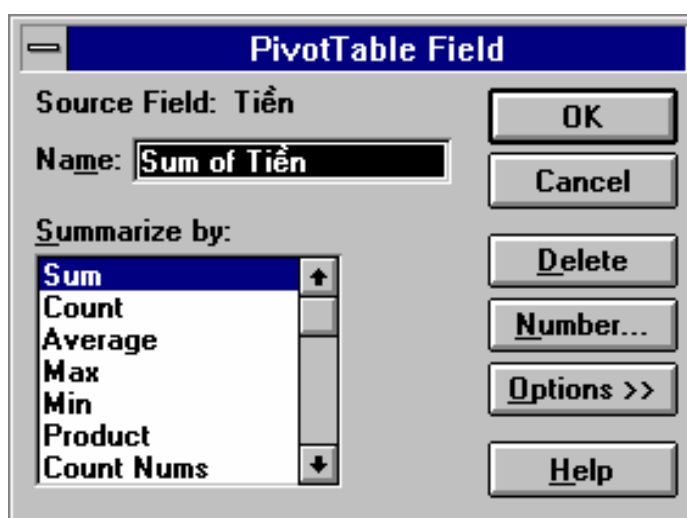 PivotTable Field
Source Field: Tiền
Name: Sum of Tiền
Summarize by:
Sum
Count
Average
Max
Min
Product
Count Nums
OK
Cancel
Delete
Number...
Options >>
Help